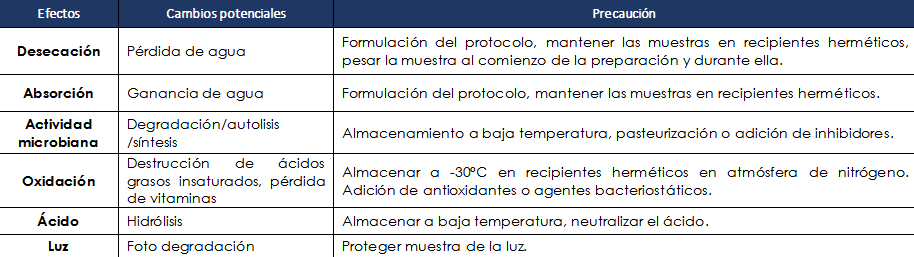 Efectos Cambios potenciales Precaución
Desecación Pérdida de agua Formulación del protocolo, mantener las muestras en recipientes herméticos,
pesar la muestra al comienzo de la preparación y durante ella.
Absorción Ganancia de agua Formulación del protocolo, mantener las muestras en recipientes herméticos.
Actividad
microbiana
Degradación/autolisis
/síntesis
Almacenamiento a baja temperatura, pasteurización o adición de inhibidores.
Oxidación
Destrucción de ácidos
grasos insaturados, pérdida
de vitaminas
Almacenar a -30ºC en recipientes herméticos en atmósfera de nitrógeno.
Adición de antioxidantes o agentes bacteriostáticos.
Ácido Hidrólisis Almacenar a baja temperatura, neutralizar el ácido.
Luz Foto degradación Proteger muestra de la luz.